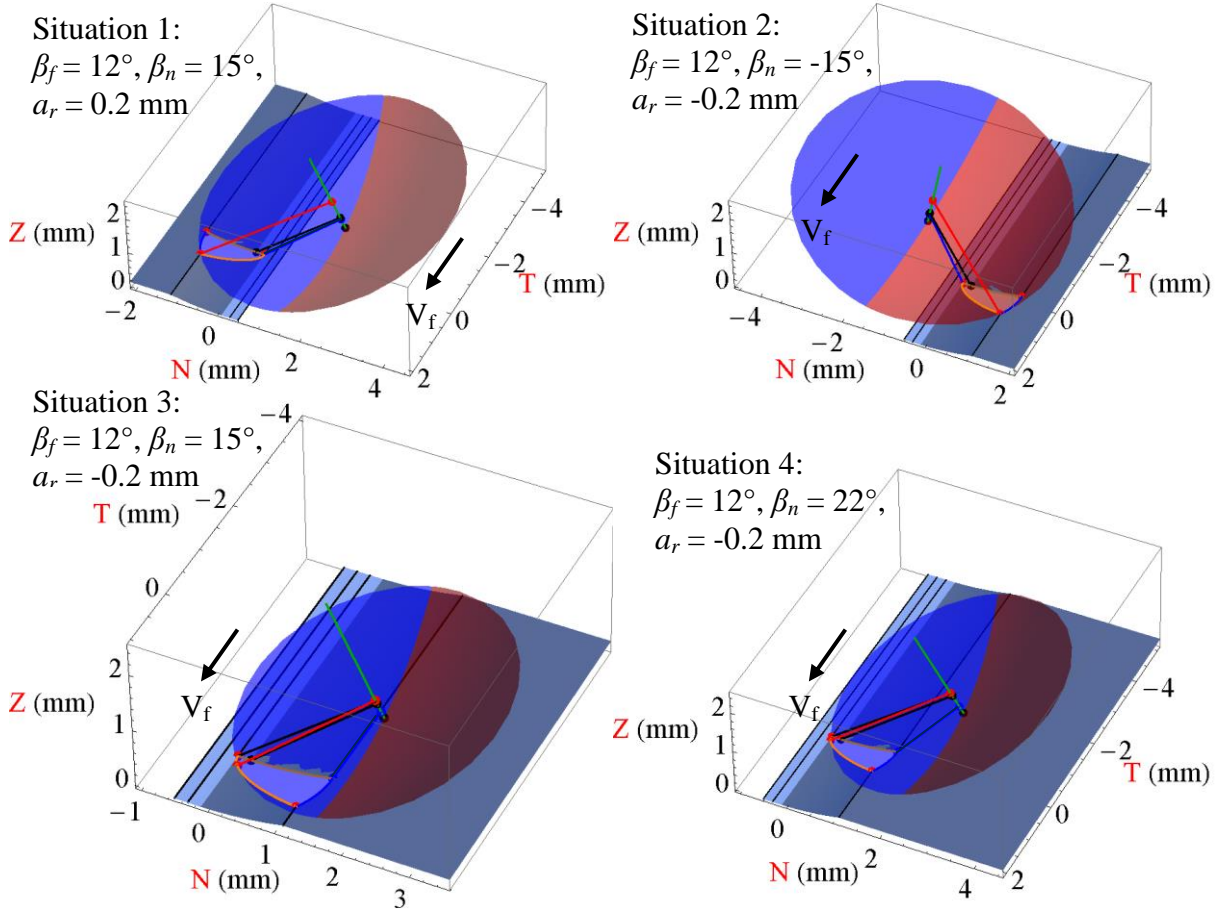 Situation 1:
βf = 12°, βn = 15°,
ar = 0.2 mm
Z (mm)
2
1
0
−2
0
2
4
N (mm)
−4
−2
0
2
T (mm)
Vf
Situation 2:
βf = 12°, βn = -15°,
ar = -0.2 mm
Z (mm)
2
1
0
−4
−2
0
2
N (mm)
−4
−2
0
2
T (mm)
Vf
Situation 3:
βf = 12°, βn = 15°,
ar = -0.2 mm
T (mm)
−4
−2
0
Z (mm)
2
1
0
−1
0
1
2
3
N (mm)
Vf
Situation 4:
βf = 12°, βn = 22°,
ar = -0.2 mm
Z (mm)
2
1
0
0
2
4
N (mm)
−4
−2
0
2
T (mm)
Vf